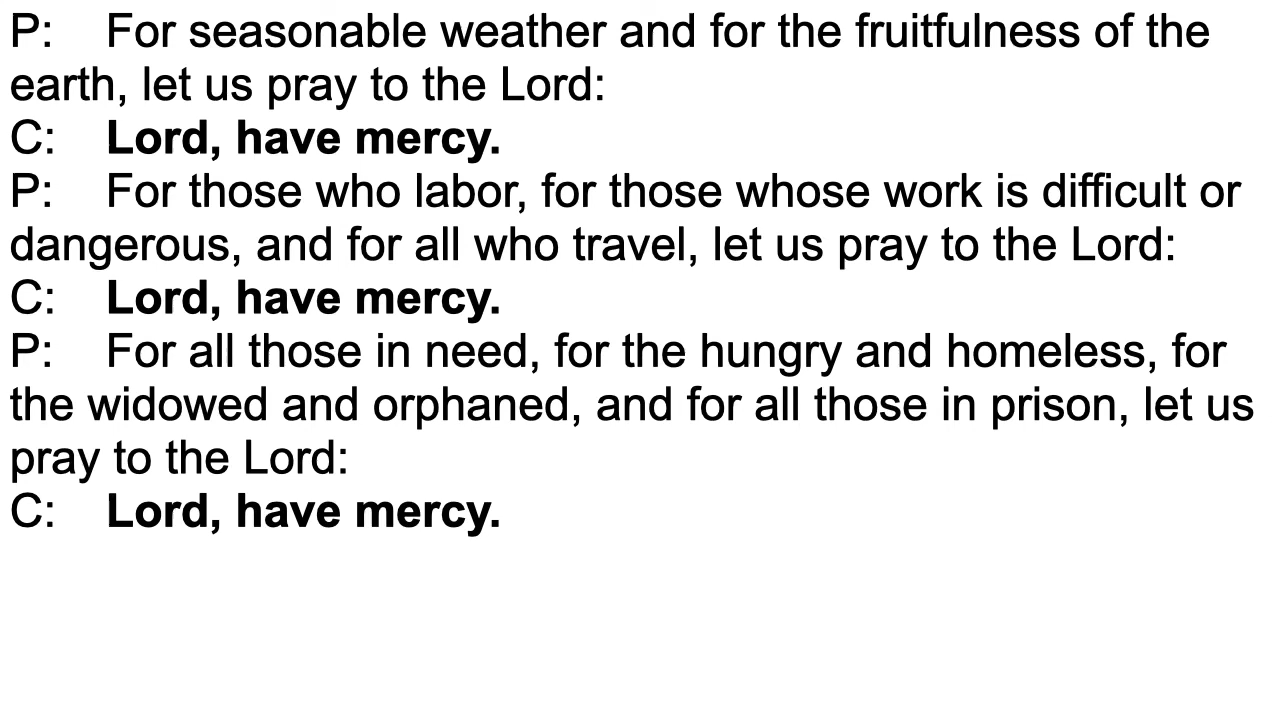 P: For seasonable weather and for the fruitfulness of the
earth, let us pray to the Lord:
C: Lord, have mercy.
P: For those who labor, for those whose work is difficult or
dangerous, and for all who travel, let us pray to the Lord:
C: Lord, have mercy.
P: For all those in need, for the hungry and homeless, for
the widowed and orphaned, and for all those in prison, let us
pray to the Lord:
C: Lord, have mercy.